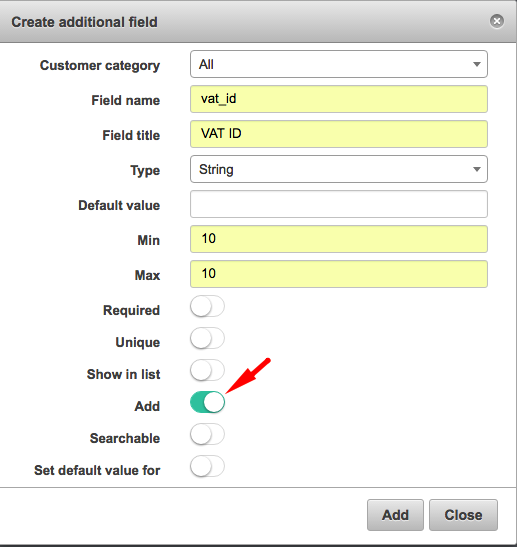 Create additional field
Customer category All
Field name vat_id
Field title VAT ID
Type String
Default value
Min 10
Max 10
Required
Unique
Show in list
Add
Searchable
Set default value for
Add Close